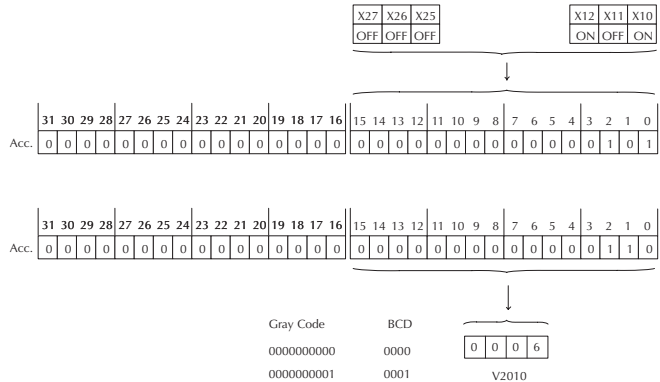 X27 X26 X25 X12 X11 X10
OFF OFF OFF ON OFF ON
31 30 29 28 27 26 25 24 23 22 21 20 19 18 17 16 15 14 13 12 11 10 9 8 7 6 5 4 3 2 1 0
Acc. 0 0 0 0 0 0 0 0 0 0 0 0 0 0 0 0 0 0 0 0 0 0 0 0 0 0 0 0 0 1 0 1
31 30 29 28 27 26 25 24 23 22 21 20 19 18 17 16 15 14 13 12 11 10 9 8 7 6 5 4 3 2 1 0
Acc. 0 0 0 0 0 0 0 0 0 0 0 0 0 0 0 0 0 0 0 0 0 0 0 0 0 0 0 0 0 1 1 0
Gray Code BCD
0000000000 0000 0 0 0 6
0000000001 0001 V2010